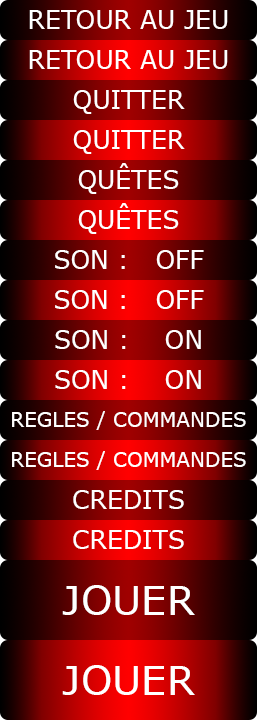 RETOUR AU JEU
RETOUR AU JEU
QUITTER
QUITTER
QUÊTES
QUÊTES
SON : OFF
SON : OFF
SON : ON
SON : ON
REGLES / COMMANDES
REGLES / COMMANDES
CREDITS
CREDITS
JOUER
JOUER